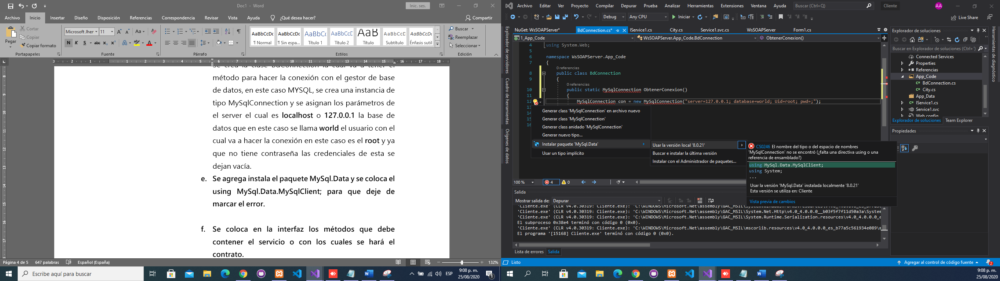 Doc1 - Word
Inic. ses.
Archivo Inicio Insertar Diseño Disposición Referencias Correspondencia Revisar Vista Ayuda ¿Qué desea hacer? Compartir
Pegar
Cortar
Copiar
Copiar formato
Portapapeles
Microsoft Jher 11
N K S abc x₂ x²
Fuente
Párrafo
AaBbCcDc AaBbCcDc AaBbCc AaBbCcC AaB AaBbCcD AaBbCcDc
¶ Normal ¶ Sin espa... Título 1 Título 2 Título Subtítulo Énfasis sutil
Estilos
Buscar
Reemplazar
Seleccionar
Edición
Se crea la clase BdConnection la cual va a tener el
método para hacer la conexión con el gestor de base
de datos, en este caso MYSQL, se crea una instancia de
tipo MySqlConnection y se asignan los parámetros de
el server el cual es localhost o 127.0.0.1 la base de
datos que en este caso se llama world el usuario con el
cual va a hacer la conexión en este caso es el root y ya
que no tiene contraseña las credenciales de esta se
dejan vacía.
e. Se agrega instala el paquete MySql.Data y se coloca el
using MySql.Data.MySqlClient; para que deje de
marcar el error.
f. Se coloca en la interfaz los métodos que debe
contener el servicio o con los cuales se hará el
contrato.
Página 4 de 5 647 palabras Español (España) 132%
Escribe aquí para buscar
ESP
9:08 p. m.
25/08/2020
1
Archivo Editar Ver Proyecto Compilar Depurar Prueba Analizar Herramientas Extensiones Ventana Ayuda Buscar (Ctrl+Q) Cliente AA
Debug Any CPU Iniciar Live Share
Explorador de servidores
Cuadro de herramientas
Orígenes de datos
NuGet: WsSOAPServer* BdConnection.cs* IService1.cs City.cs Service1.svc.cs WsSOAPServer Form1.cs
1_App_Code WsSOAPServer.App_Code.BdConnection ObtenerConexion()
4 using System.Web;
5
6 namespace WsSOAPServer.App_Code
7 {
0 referencias
8 public class BdConnection
9 {
0 referencias
10 public static MySqlConnection ObtenerConexion()
11 {
12 MySqlConnection con = new MySqlConnection("server=127.0.0.1; database=world; Uid=root; pwd=;");
13
14
15
16
Generar class 'MySqlConnection' en archivo nuevo
Generar class 'MySqlConnection'
Generar class anidado 'MySqlConnection'
Generar nuevo tipo...
Instalar paquete 'MySql.Data'
Usar un tipo implícito
Usar la versión local '8.0.21'
Buscar e instalar la última versión
Instalar con el Administrador de paquetes...
CS0246 El nombre del tipo o del espacio de nombres
'MySqlConnection' no se encontró (¿falta una directiva using o una
referencia de ensamblado?)
using MySql.Data.MySqlClient;
using System;
...
Usar la versión 'MySql.Data' instalada localmente '8.0.21'
Esta versión se utiliza en: Cliente
Vista previa de cambios
100 % 4 0
Salida
Mostrar salida de: Depurar
'Cliente.exe' (CLR v4.0.30319: Cliente.exe): 'C:\WINDOWS\Microsoft.Net\assembly\GAC_MSIL\System.Net.Http\v4.0_4.0.0.0__b03f5f7f11d50a3a\System
'Cliente.exe' (CLR v4.0.30319: Cliente.exe): 'C:\WINDOWS\Microsoft.Net\assembly\GAC_MSIL\System.Runtime.Serialization.resources\v4.0_4.0.0.0_e
El subproceso 0x38e4 terminó con código 0 (0x0).
'Cliente.exe' (CLR v4.0.30319: Cliente.exe): 'C:\WINDOWS\Microsoft.Net\assembly\GAC_MSIL\mscorlib.resources\v4.0_4.0.0.0_es_b77a5c561934e089\m
El programa '[15168] Cliente.exe' terminó con código 0 (0x0).
Lista de errores Salida
Explorador de soluciones
Buscar en Explorador de soluciones (Ctrl+
Connected Services
Properties
Referencias
App_Code
BdConnection.cs
City.cs
App_Data
IService1.cs
Service1.svc
Web.config
Explorador de soluciones Team Explorer
Propiedades
Herramientas de diagnóstico
Listo Agregar al control de código fuente 2
9:08 p. m.
25/08/2020